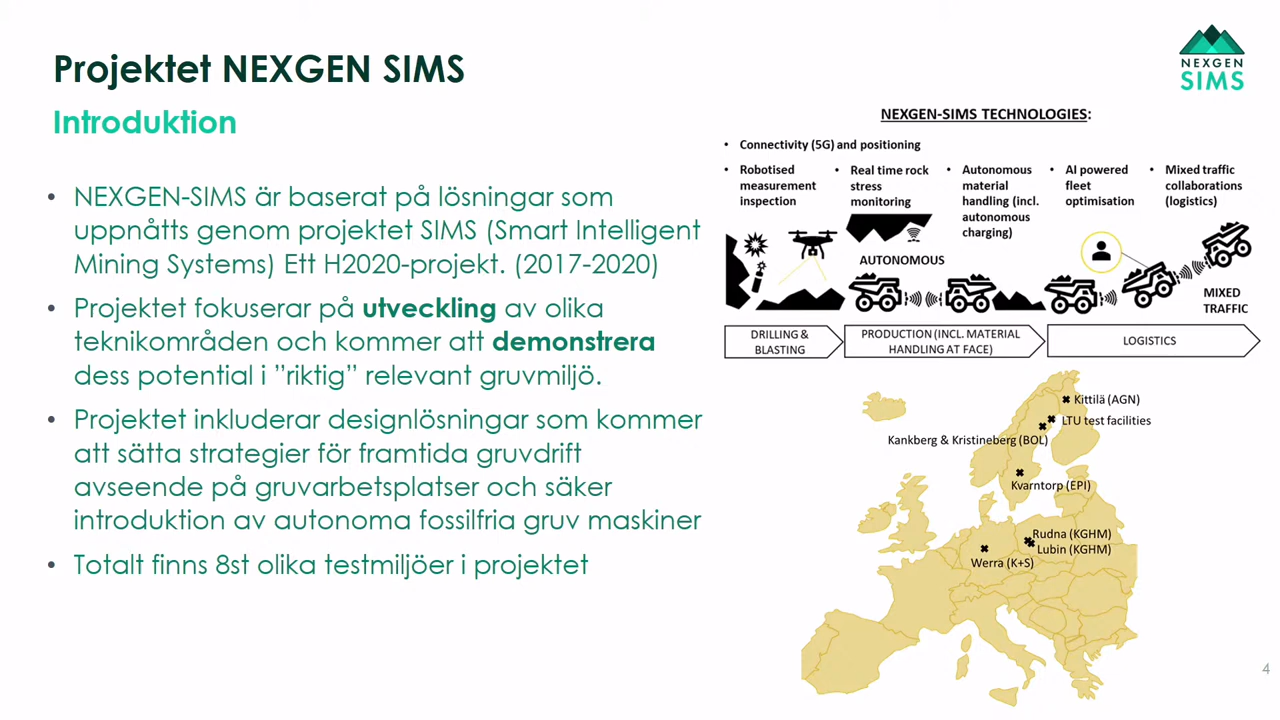 Projektet NEXGEN SIMS
Introduktion
• NEXGEN-SIMS är baserat på lösningar som
uppnåtts genom projektet SIMS (Smart Intelligent
Mining Systems) Ett H2020-projekt. (2017-2020)
• Projektet fokuserar på utveckling av olika
teknikområden och kommer att demonstrera
dess potential i ”riktig” relevant gruvmiljö.
• Projektet inkluderar designlösningar som kommer
att sätta strategier för framtida gruvdrift
avseende på gruvarbetsplatser och säker
introduktion av autonoma fossilfria gruv maskiner
• Totalt finns 8st olika testmiljöer i projektet
NEXGEN
SIMS
NEXGEN-SIMS TECHNOLOGIES:
• Connectivity (5G) and positioning
• Robotised
measurement
inspection
• Real time rock
stress
monitoring
• Autonomous
material
handling (incl.
autonomous
charging)
• AI powered
fleet
optimisation
• Mixed traffic
collaborations
(logistics)
AUTONOMOUS
MIXED
TRAFFIC
DRILLING &
BLASTING
PRODUCTION (INCL. MATERIAL
HANDLING AT FACE)
LOGISTICS
Kittilä (AGN)
LTU test facilities
Kankberg & Kristineberg (BOL)
Kvarntorp (EPI)
Rudna (KGHM)
Lubin (KGHM)
Werra (K+S)
4